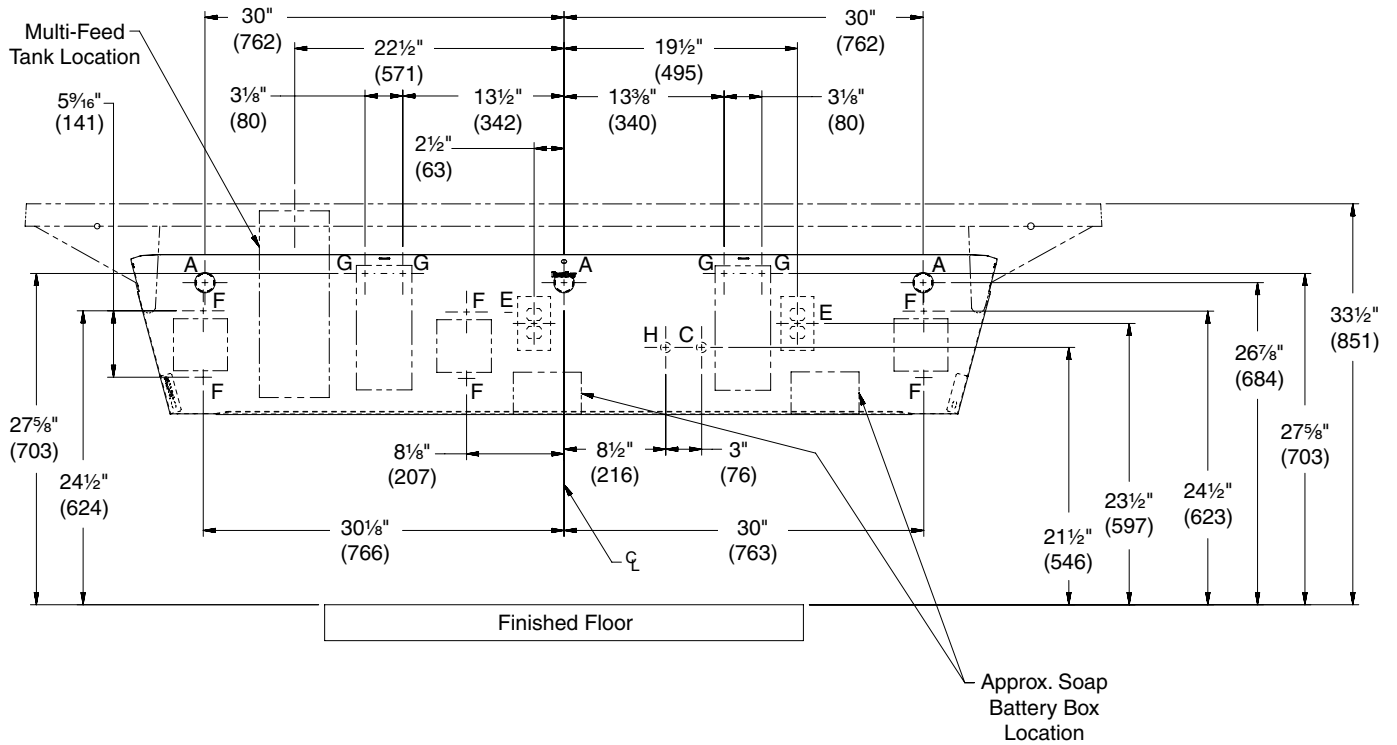 30"
(762)
30"
(762)
Multi-Feed
Tank Location
22½"
(571)
19½"
(495)
5⁹⁄₁₆"
(141)
3⅛"
(80)
13½"
(342)
13⅜"
(340)
3⅛"
(80)
2½"
(63)
A
G
G
A
G
G
A
F
F
E
E
F
H
C
F
F
F
33½"
(851)
26⅞"
(684)
27⅝"
(703)
27⅝"
(703)
24½"
(624)
8⅛"
(207)
8½"
(216)
3"
(76)
24½"
(623)
23½"
(597)
21½"
(546)
30⅛"
(766)
30"
(763)
℄
Finished Floor
Approx. Soap
Battery Box
Location